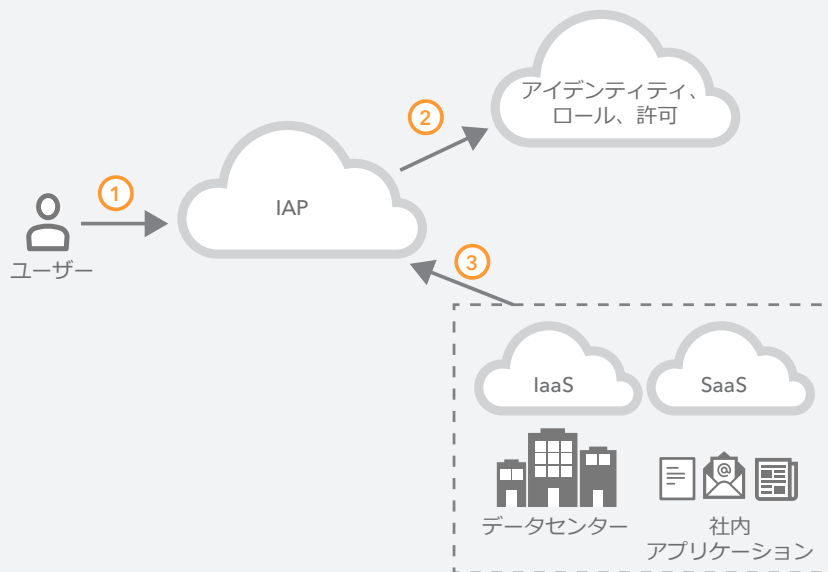 アイデンティティ、
ロール、許可
2
1
IAP
ユーザー
3
IaaS
SaaS
@
データセンター
社内
アプリケーション